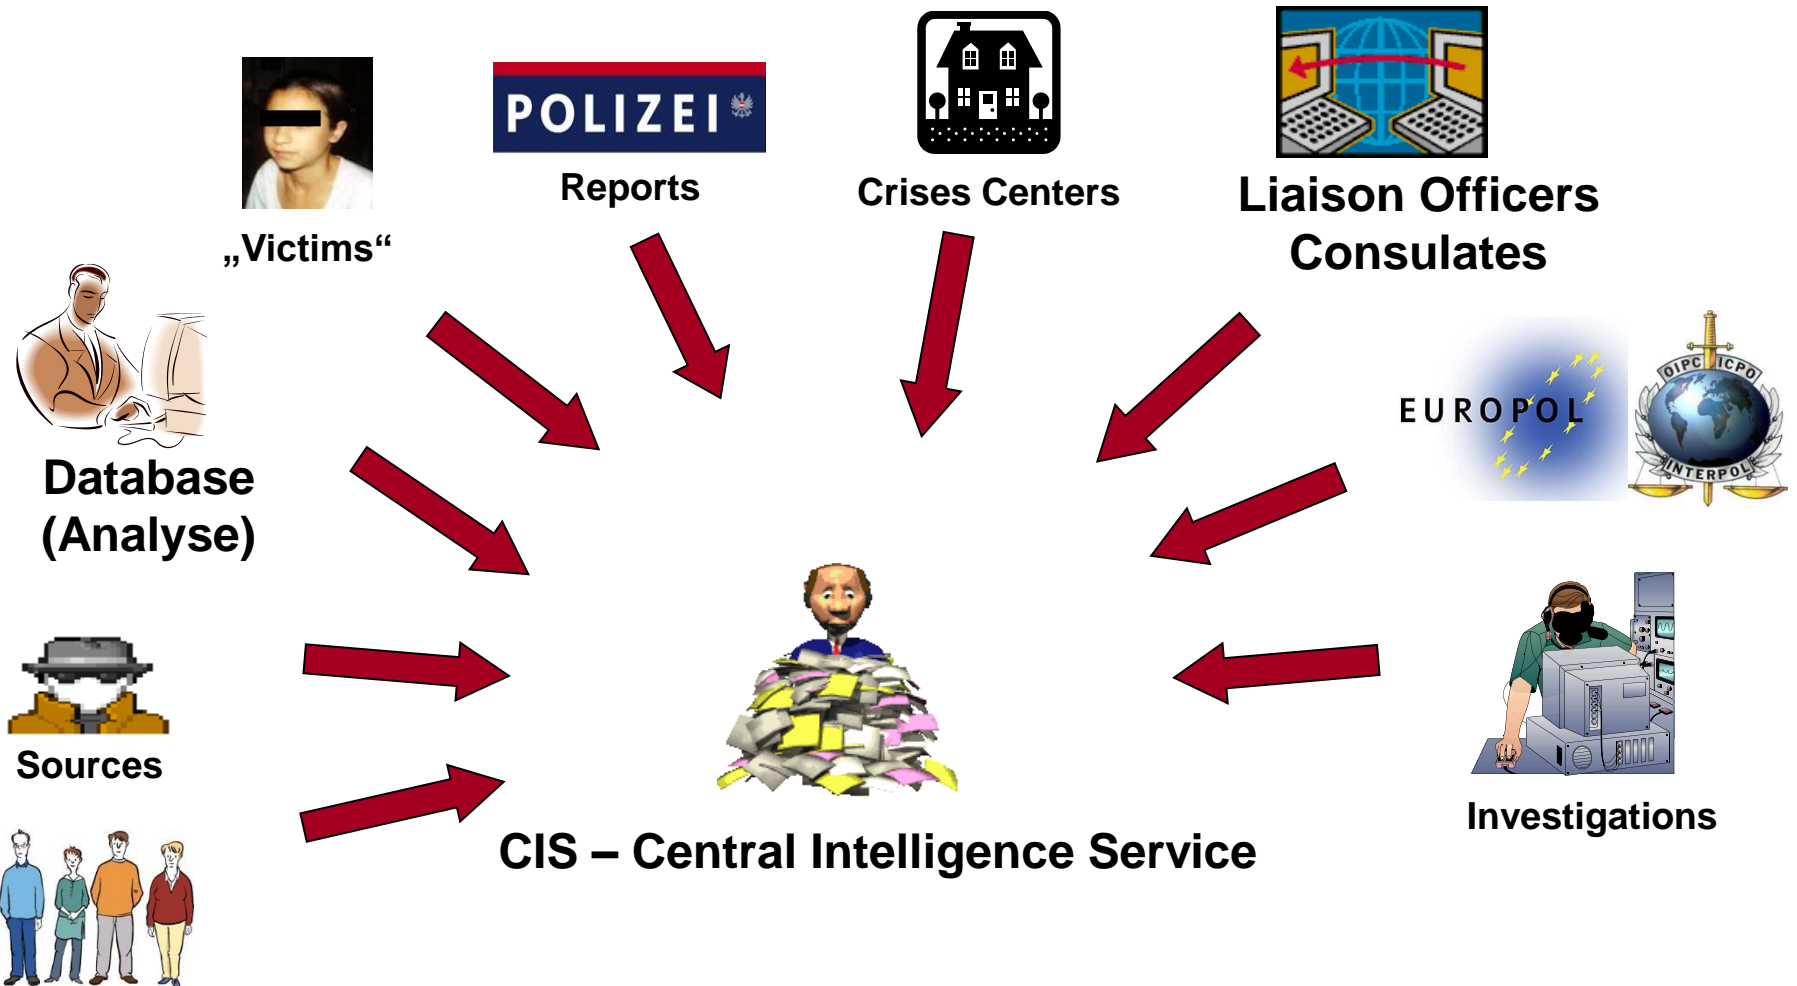 POLIZEI
Reports
Crises Centers
Liaison Officers
Consulates
„Victims“
EUROPOL
OIPC ICPO
INTERPOL
Database
(Analyse)
Sources
Investigations
CIS – Central Intelligence Service